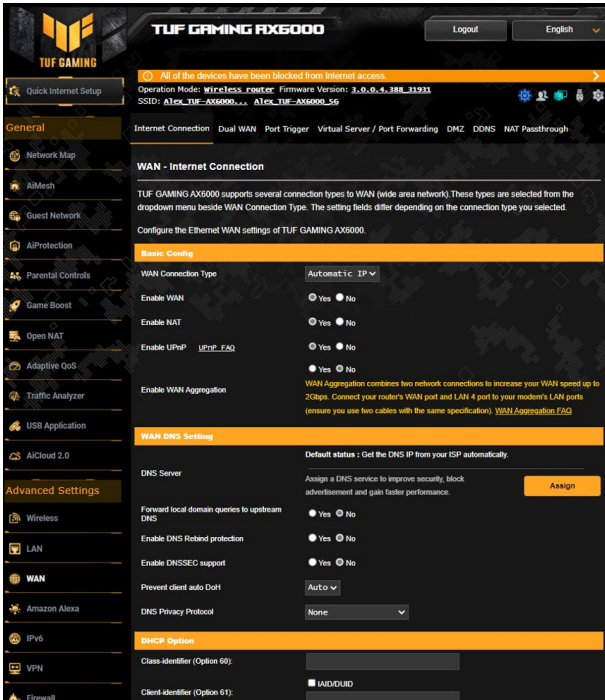 TUF GAMING
TUF GAMING AX6000
Logout
English
Quick Internet Setup
All of the devices have been blocked from Internet access.
Operation Mode: Wireless router Firmware Version: 3.0.0.4.388_31931
SSID: Alex_TUF-AX6000... Alex_TUF-AX6000_5G
General
Network Map
AiMesh
Guest Network
AiProtection
Parental Controls
Game Boost
Open NAT
Adaptive QoS
Traffic Analyzer
USB Application
AiCloud 2.0
Advanced Settings
Wireless
LAN
WAN
Amazon Alexa
IPv6
VPN
Firewall
Internet Connection Dual WAN Port Trigger Virtual Server / Port Forwarding DMZ DDNS NAT Passthrough
WAN - Internet Connection
TUF GAMING AX6000 supports several connection types to WAN (wide area network).These types are selected from the
dropdown menu beside WAN Connection Type. The setting fields differ depending on the connection type you selected.
Configure the Ethernet WAN settings of TUF GAMING AX6000.
Basic Config
WAN Connection Type Automatic IP
Enable WAN Yes No
Enable NAT Yes No
Enable UPnP UPnP FAQ Yes No
Yes No
Enable WAN Aggregation
WAN Aggregation combines two network connections to increase your WAN speed up to
2Gbps. Connect your router's WAN port and LAN 4 port to your modem's LAN ports
(ensure you use two cables with the same specification). WAN Aggregation FAQ
WAN DNS Setting
Default status : Get the DNS IP from your ISP automatically.
DNS Server
Assign a DNS service to improve security, block
advertisement and gain faster performance.
Assign
Forward local domain queries to upstream
DNS
Yes No
Enable DNS Rebind protection Yes No
Enable DNSSEC support Yes No
Prevent client auto DoH Auto
DNS Privacy Protocol None
DHCP Option
Class-identifier (Option 60):
IAID/DUID
Client-identifier (Option 61):